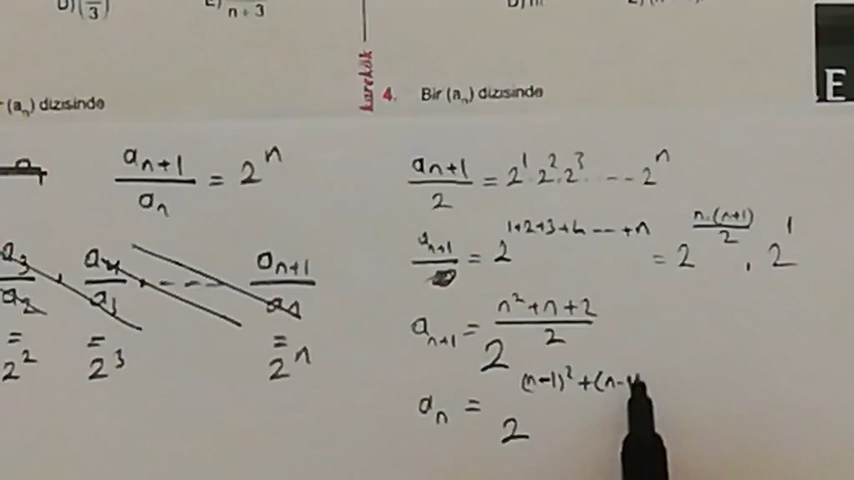 D) (/3)
E) /n + 3
karekök
r (aₙ) dizisinde
4. Bir (aₙ) dizisinde
E
aₙ₊₁/aₙ = 2ⁿ
a₃/a₂ . a₄/a₃ . - - - aₙ₊₁/aₙ
= = =
2² 2³ 2ⁿ
aₙ₊₁/2 = 2¹.2².2³ ---- 2ⁿ
aₙ₊₁ = 2^(1+2+3+4 --- +n) = 2^(n.(n+1)/2) . 2¹
aₙ₊₁ = 2^((n²+n+2)/2)
aₙ = 2^((n-1)²+(n-